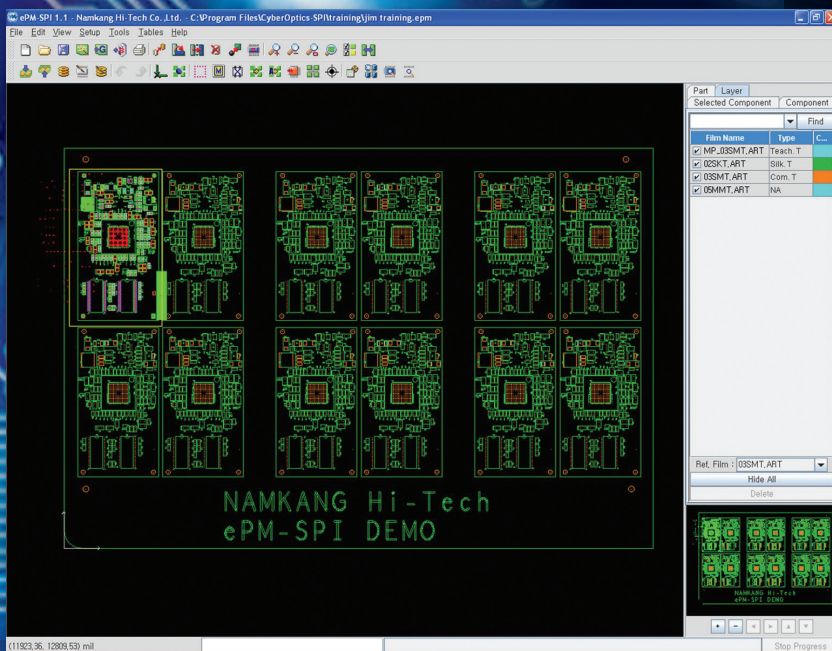 ePM-SPI 1.1 - Namkang Hi-Tech Co.,Ltd. - C:\Program Files\CyberOptics-SPI\training\jim training.epm
File Edit View Setup Tools Tables Help
Part Layer
Selected Component Component
Find
Film Name Type C...
MP_03SMT.ART Teach. T
02SKT.ART Silk. T
03SMT.ART Com. T
05MMT.ART NA
NAMKANG Hi-Tech
ePM-SPI DEMO
Ref. Film : 03SMT.ART
Hide All
Delete
NAMKANG Hi-Tech
ePM-SPI DEMO
(11923.36, 12809.53) mil
Stop Progress